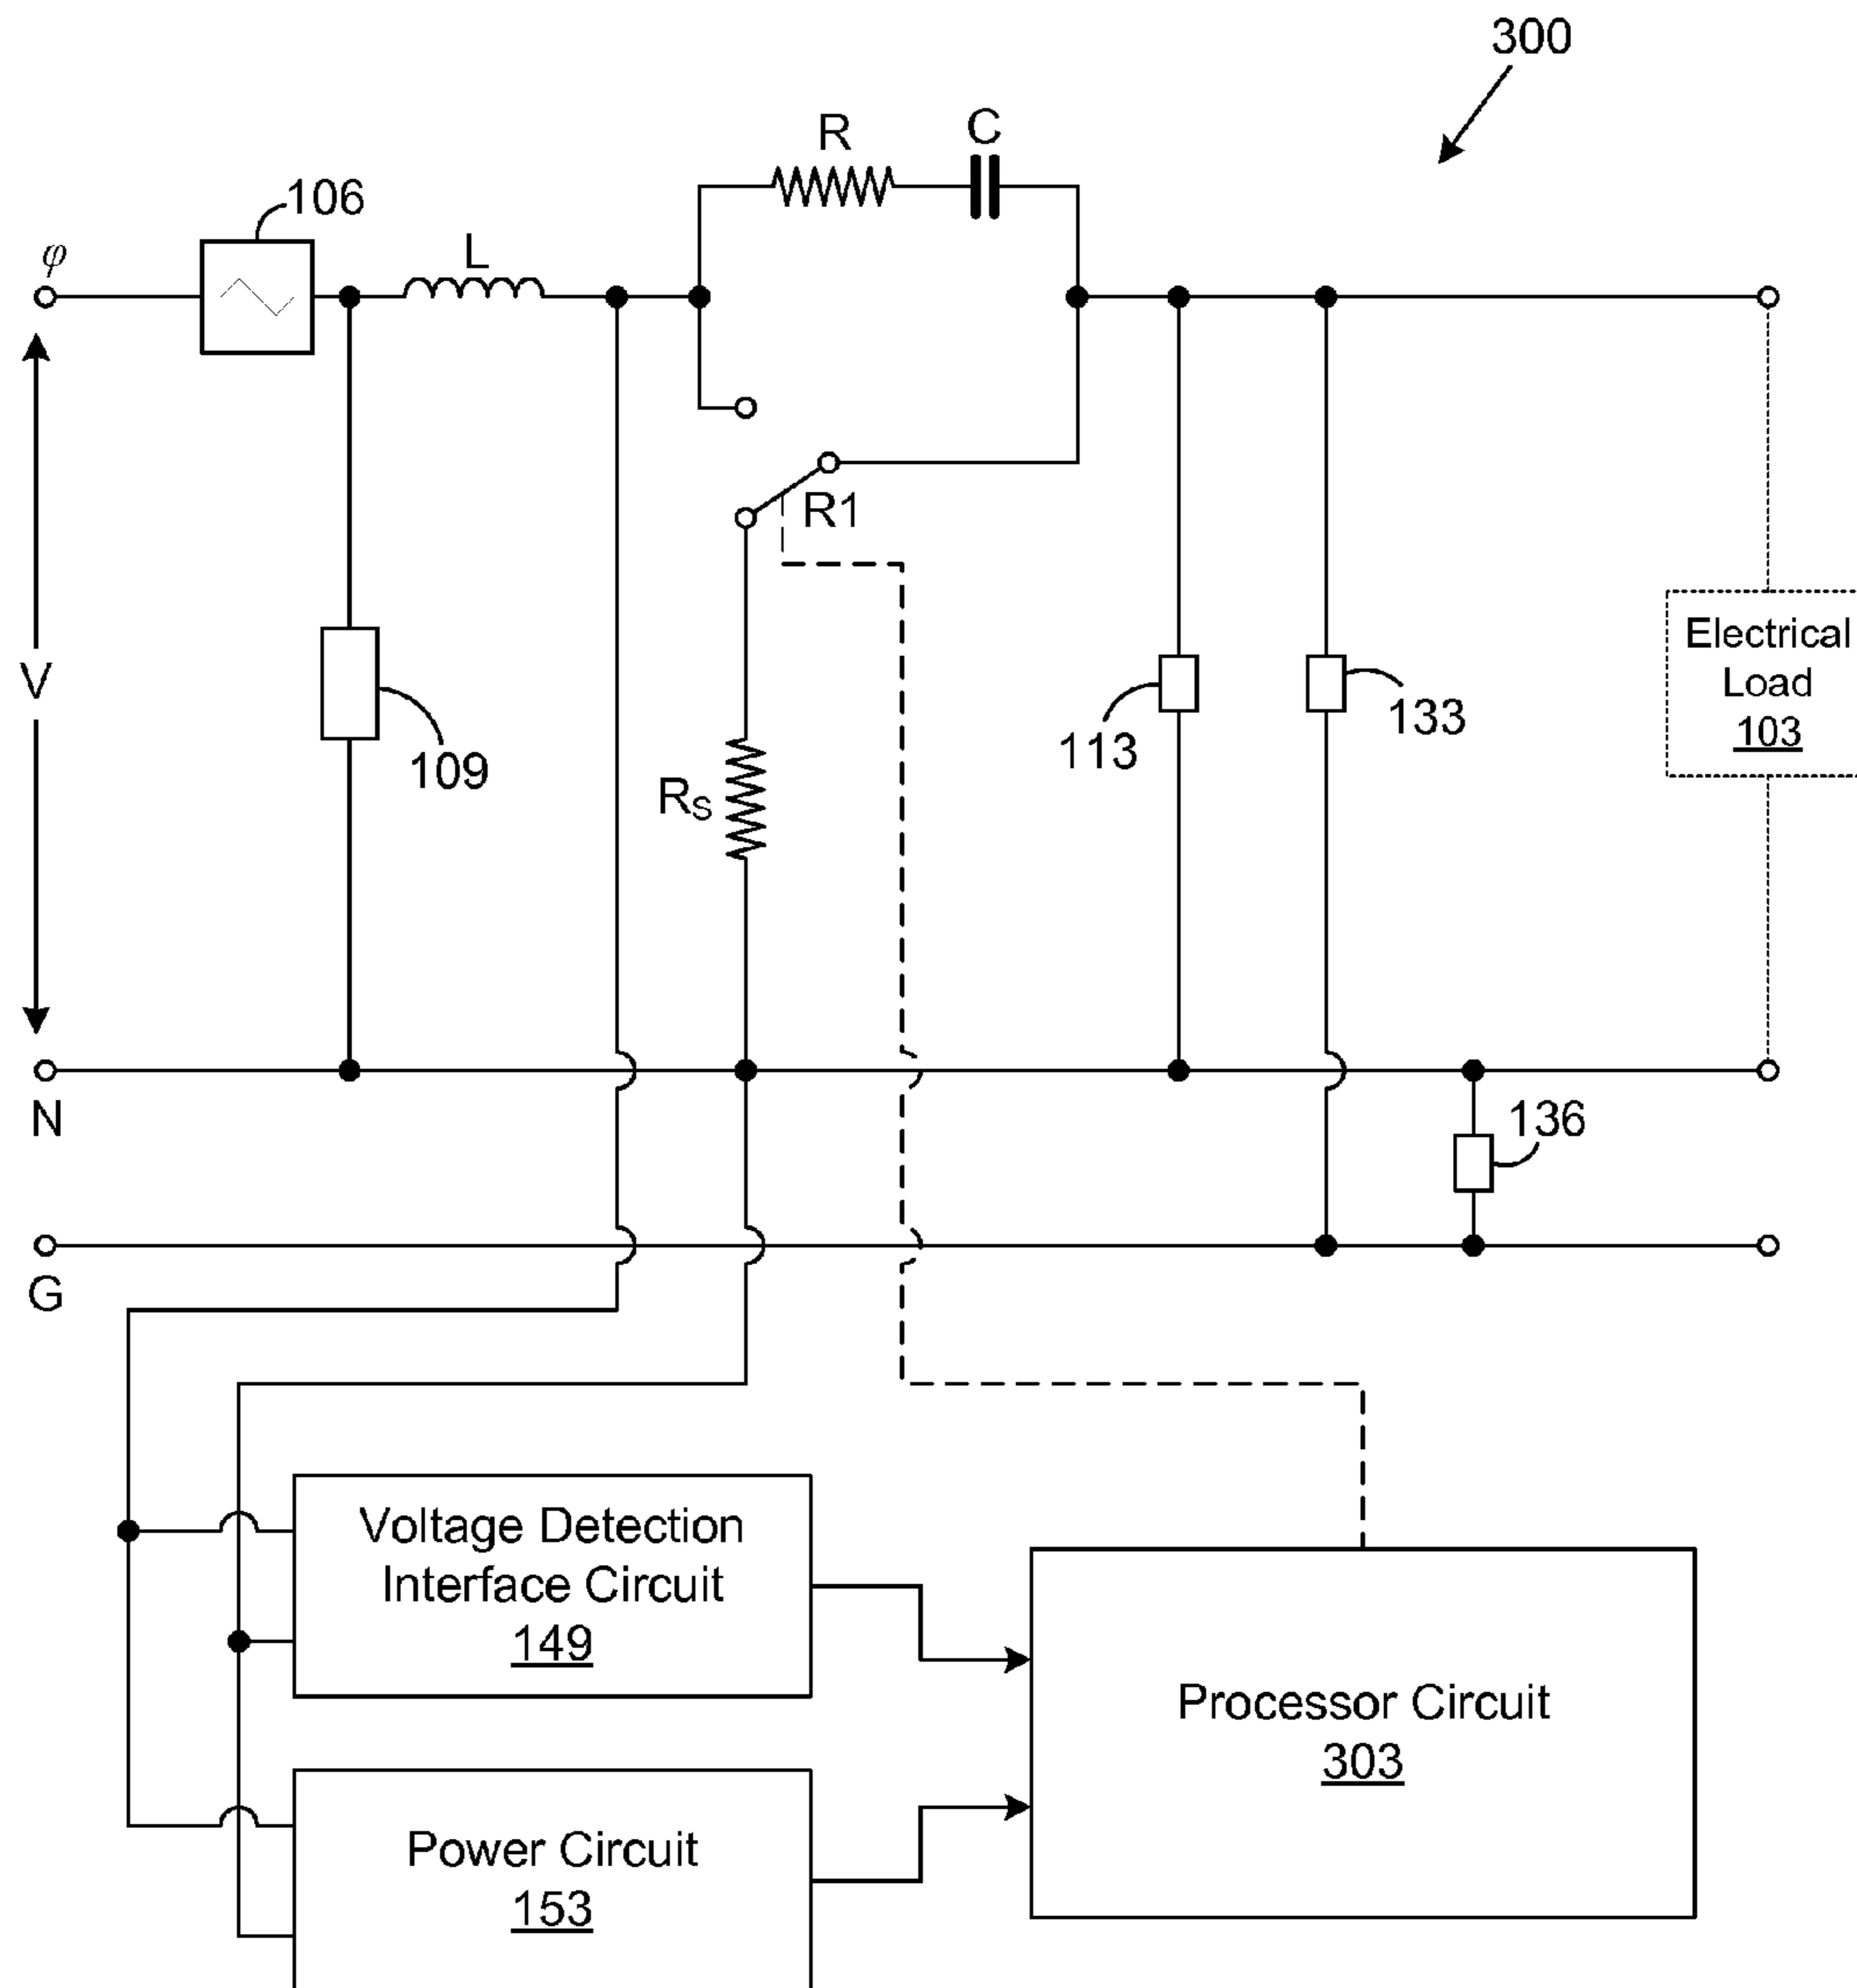 300
R
C
106
L
φ
R1
V
Electrical
Load
103
113
133
109
RS
N
136
G
Voltage Detection
Interface Circuit
149
Processor Circuit
303
Power Circuit
153